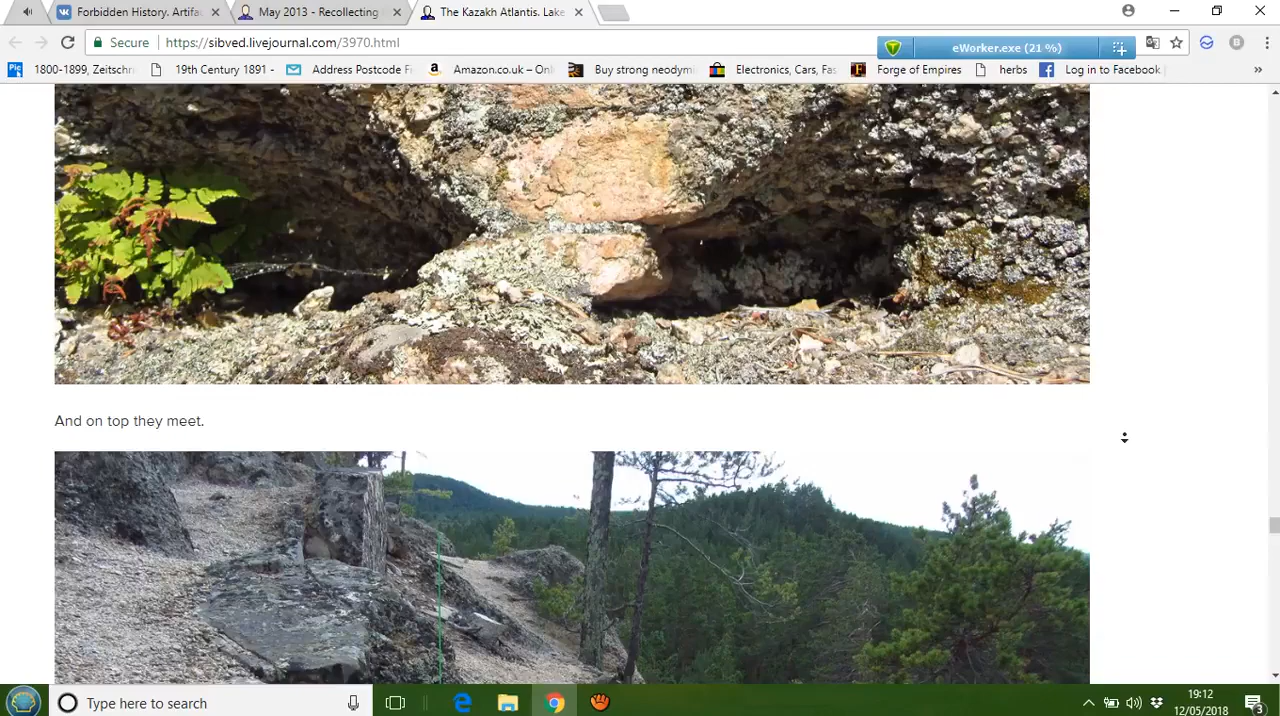 Forbidden History. Artifa
May 2013 - Recollecting
The Kazakh Atlantis. Lake
Secure
https://sibved.livejournal.com/3970.html
eWorker.exe (21 %)
1800-1899, Zeitschr
19th Century 1891 -
Address Postcode F
Amazon.co.uk – Onl
Buy strong neodym
Electronics, Cars, Fas
Forge of Empires
herbs
Log in to Facebook
And on top they meet.
Type here to search
19:12
12/05/2018